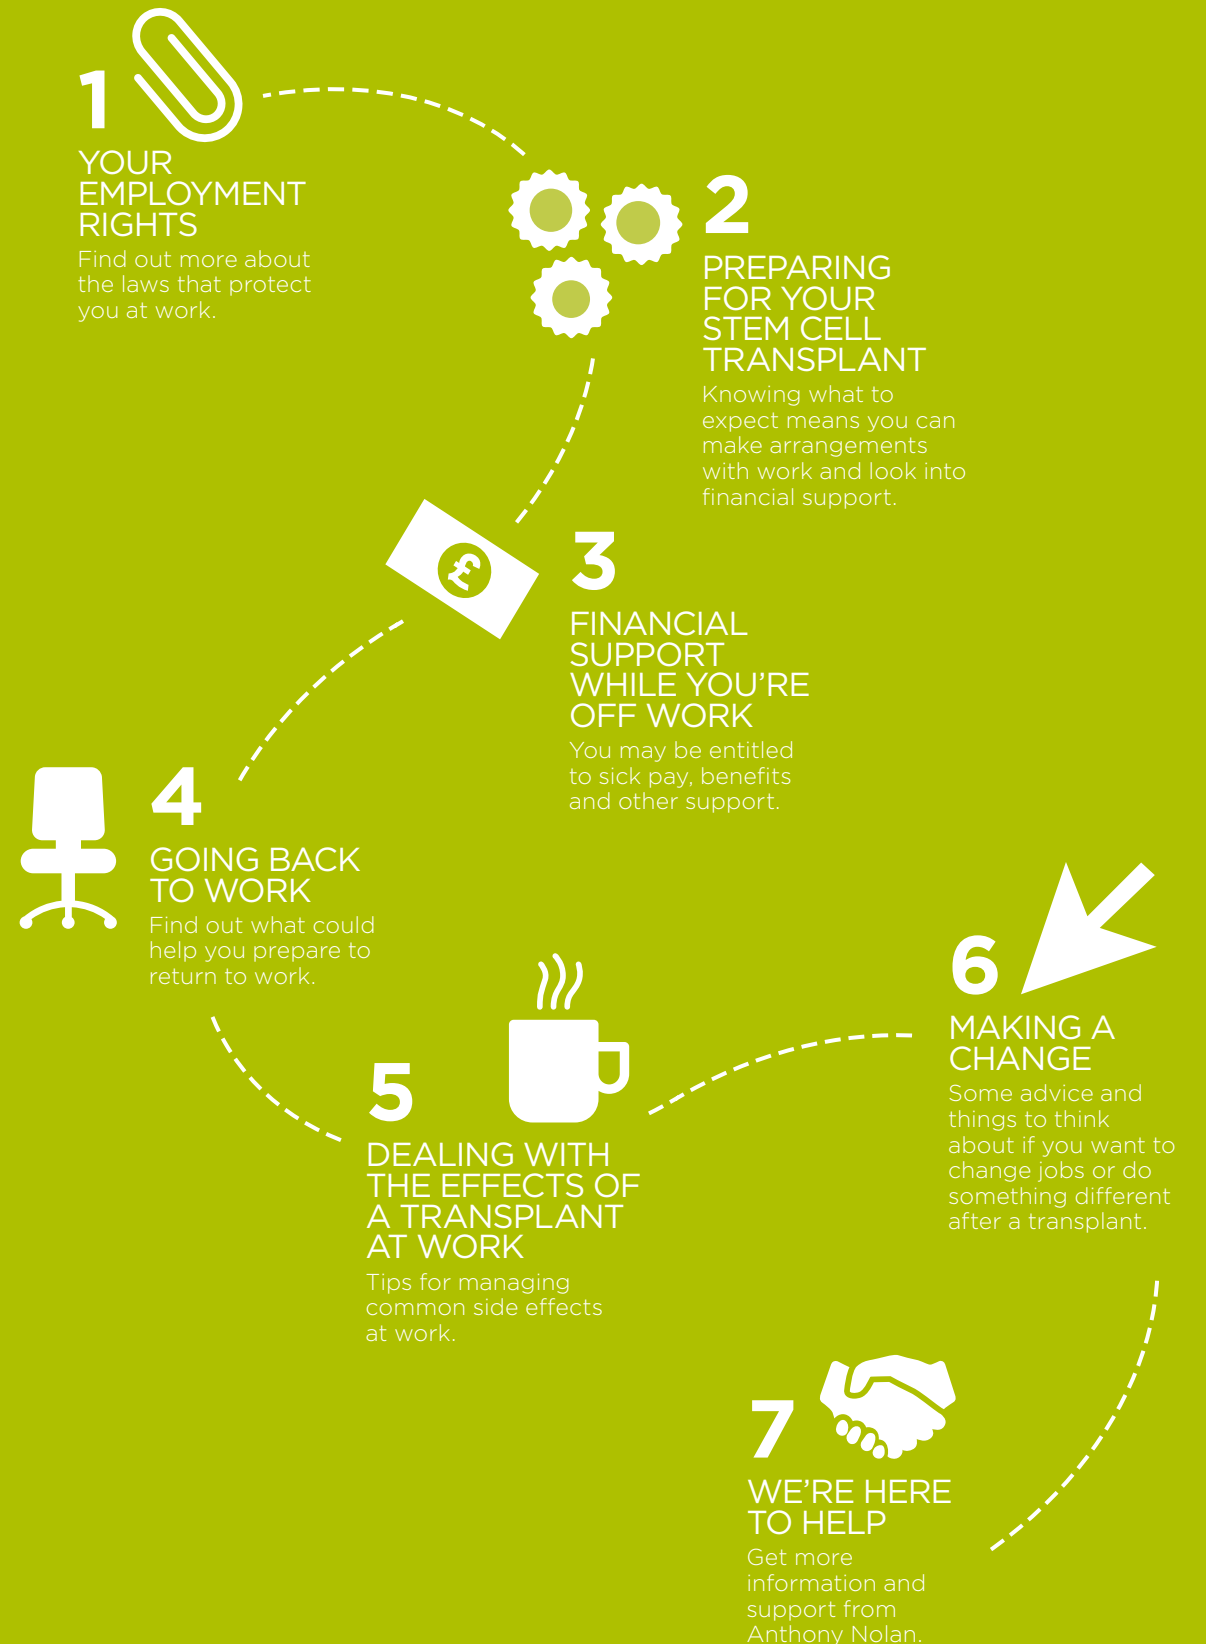 1
YOUR
EMPLOYMENT
RIGHTS
Find out more about
the laws that protect
you at work.
2
PREPARING
FOR YOUR
STEM CELL
TRANSPLANT
Knowing what to
expect means you can
make arrangements
with work and look into
financial support.
£
3
FINANCIAL
SUPPORT
WHILE YOU’RE
OFF WORK
You may be entitled
to sick pay, benefits
and other support.
4
GOING BACK
TO WORK
Find out what could
help you prepare to
return to work.
5
DEALING WITH
THE EFFECTS OF
A TRANSPLANT
AT WORK
Tips for managing
common side effects
at work.
6
MAKING A
CHANGE
Some advice and
things to think
about if you want to
change jobs or do
something different
after a transplant.
7
WE’RE HERE
TO HELP
Get more
information and
support from
Anthony Nolan.